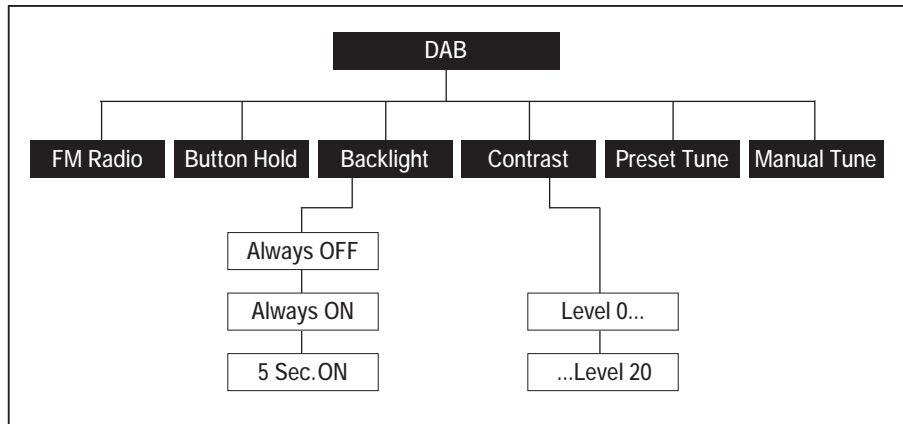 DAB
FM Radio
Button Hold
Backlight
Contrast
Preset Tune
Manual Tune
Always OFF
Always ON
5 Sec.ON
Level 0...
...Level 20